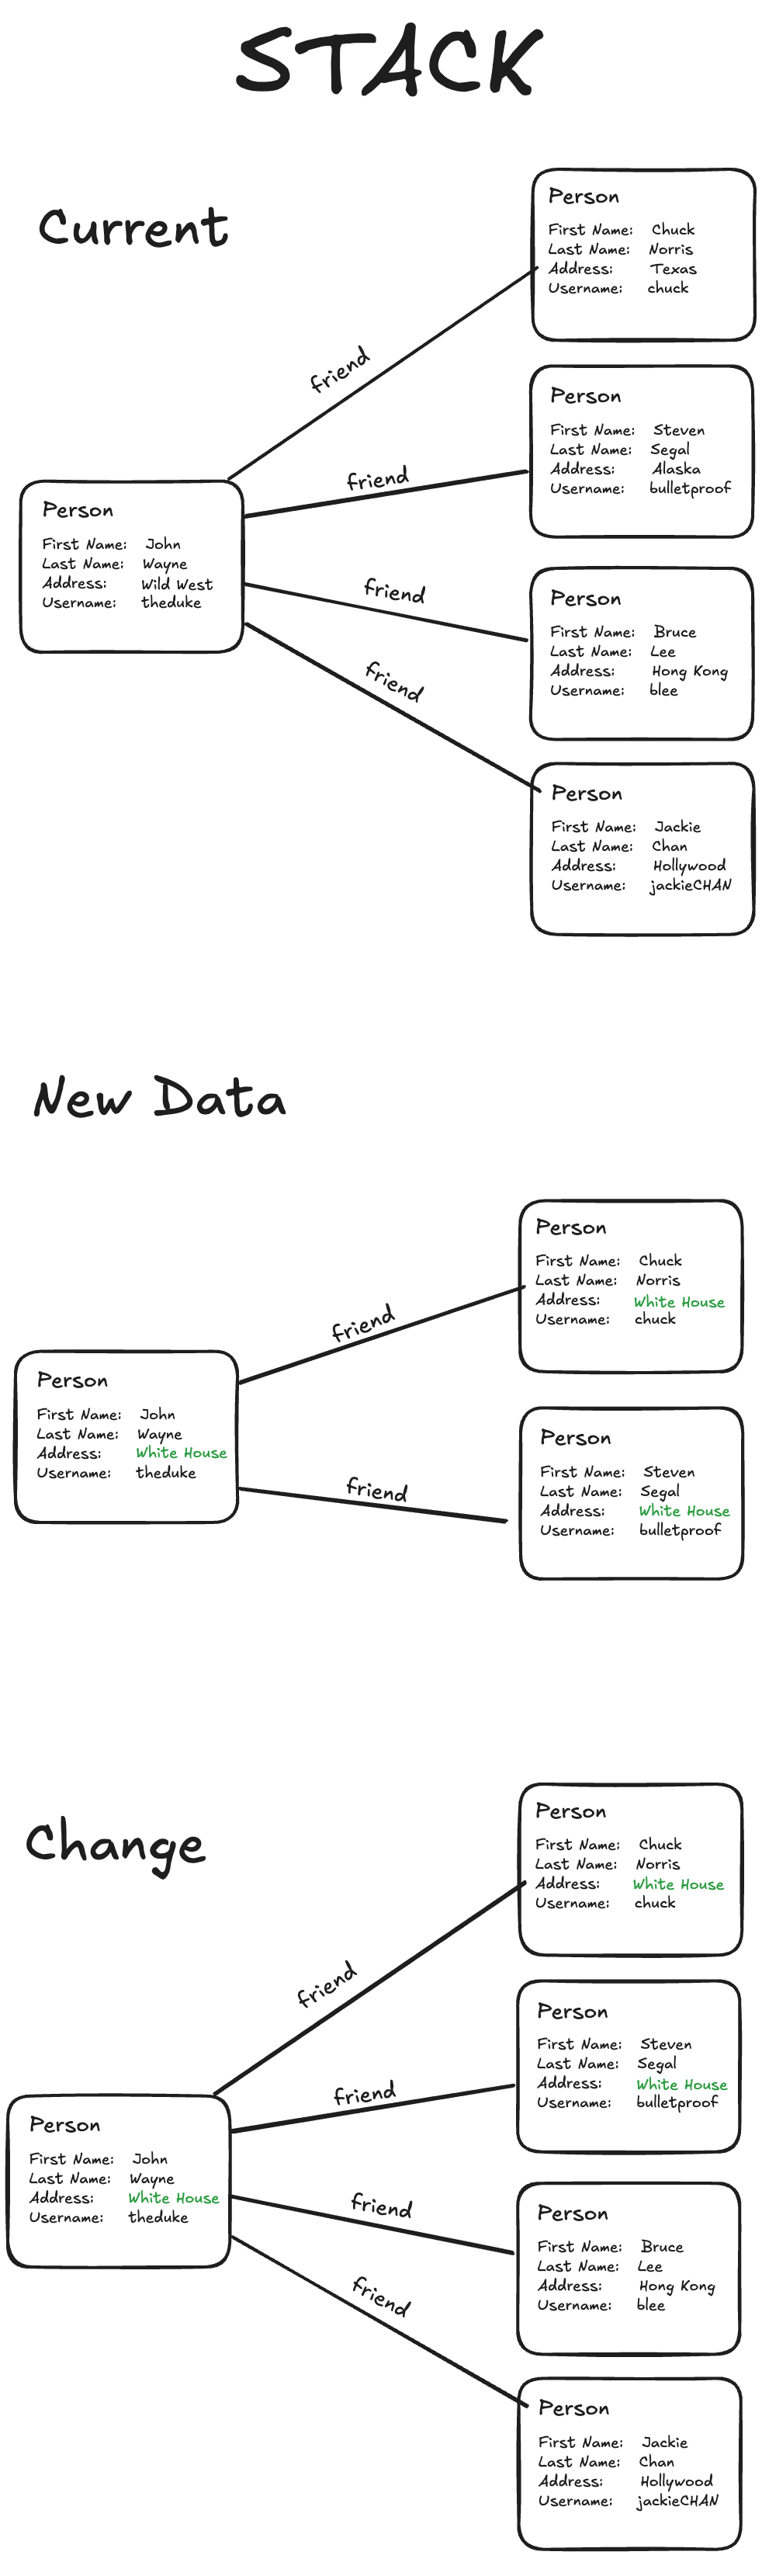 STACK
Current
Person
First Name: Chuck
Last Name: Norris
Address: Texas
Username: chuck
friend
Person
First Name: Steven
Last Name: Segal
Address: Alaska
Username: bulletproof
friend
Person
First Name: John
Last Name: Wayne
Address: Wild West
Username: theduke
friend
Person
First Name: Bruce
Last Name: Lee
Address: Hong Kong
Username: blee
friend
Person
First Name: Jackie
Last Name: Chan
Address: Hollywood
Username: jackieCHAN
New Data
Person
First Name: Chuck
Last Name: Norris
Address: White House
Username: chuck
friend
Person
First Name: John
Last Name: Wayne
Address: White House
Username: theduke
friend
Person
First Name: Steven
Last Name: Segal
Address: White House
Username: bulletproof
Change
Person
First Name: Chuck
Last Name: Norris
Address: White House
Username: chuck
friend
Person
First Name: Steven
Last Name: Segal
Address: White House
Username: bulletproof
friend
Person
First Name: John
Last Name: Wayne
Address: White House
Username: theduke
friend
Person
First Name: Bruce
Last Name: Lee
Address: Hong Kong
Username: blee
friend
Person
First Name: Jackie
Last Name: Chan
Address: Hollywood
Username: jackieCHAN